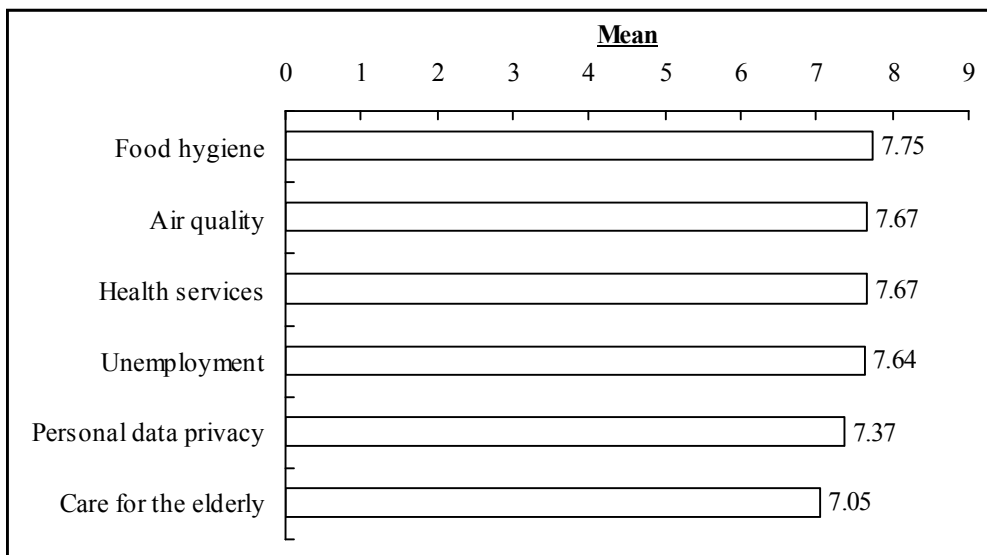 Mean
0 1 2 3 4 5 6 7 8 9
Food hygiene 7.75
Air quality 7.67
Health services 7.67
Unemployment 7.64
Personal data privacy 7.37
Care for the elderly 7.05